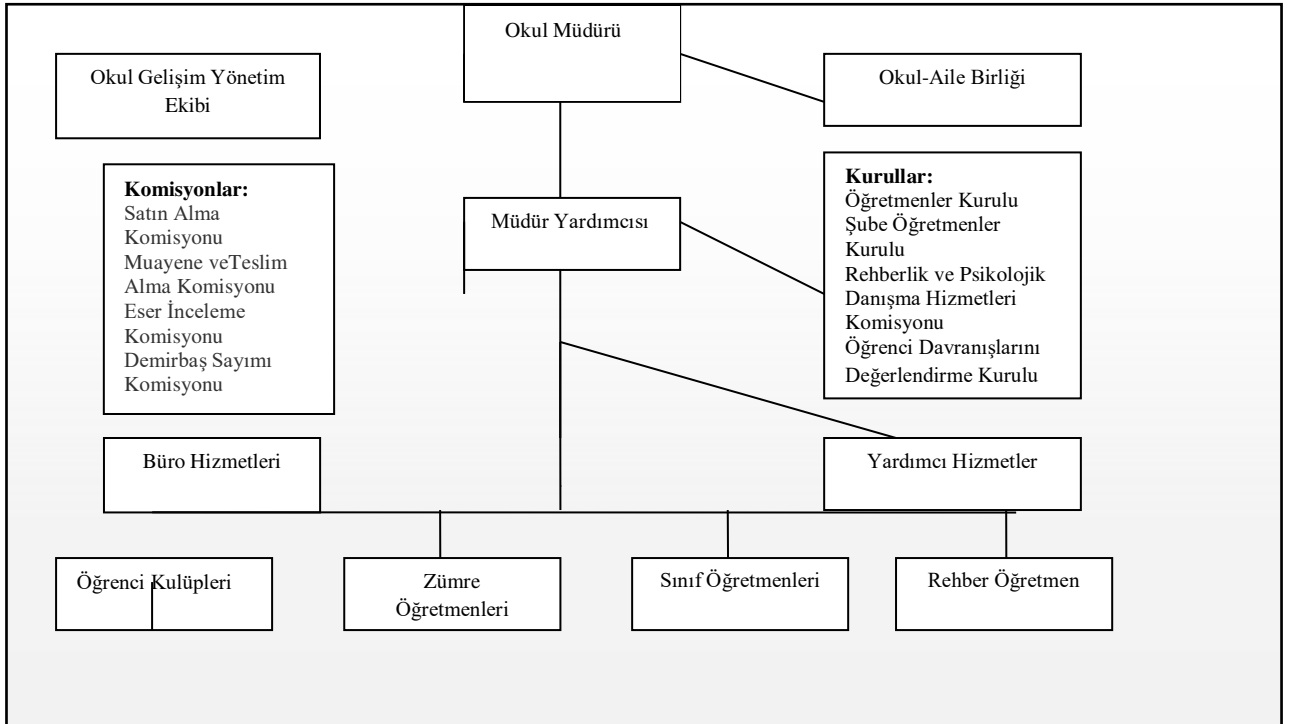 Okul Müdürü
Okul Gelişim Yönetim
Ekibi
Okul-Aile Birliği
Komisyonlar:
Satın Alma
Komisyonu
Muayene veTeslim
Alma Komisyonu
Eser İnceleme
Komisyonu
Demirbaş Sayımı
Komisyonu
Müdür Yardımcısı
Kurullar:
Öğretmenler Kurulu
Şube Öğretmenler
Kurulu
Rehberlik ve Psikolojik
Danışma Hizmetleri
Komisyonu
Öğrenci Davranışlarını
Değerlendirme Kurulu
Büro Hizmetleri
Yardımcı Hizmetler
Öğrenci Kulüpleri
Zümre
Öğretmenleri
Sınıf Öğretmenleri
Rehber Öğretmen